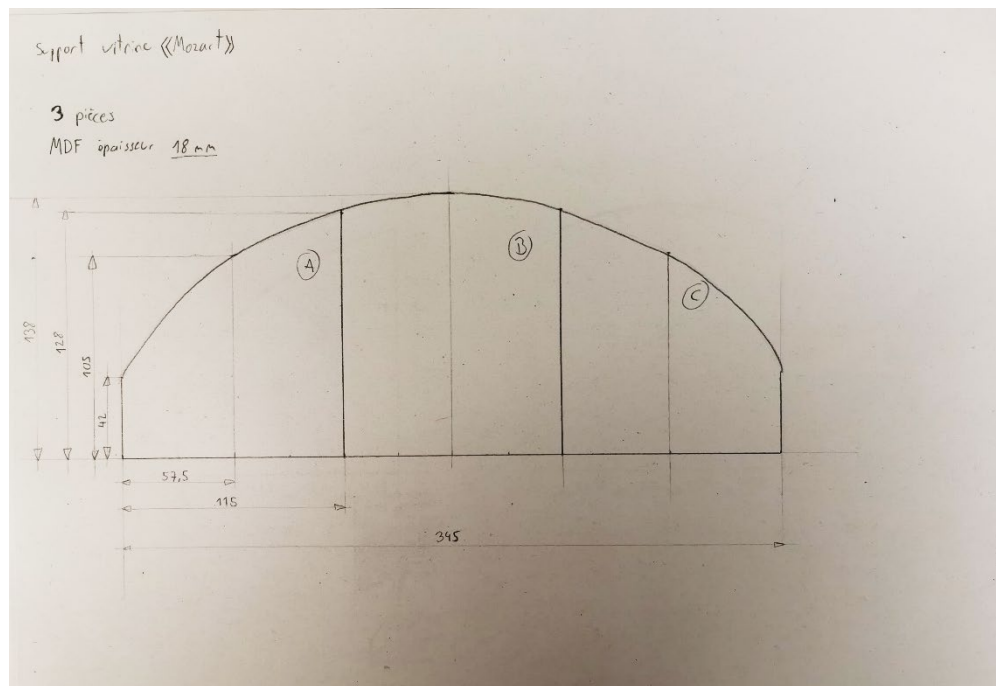 Support vitrine «Mozart»
3 pièces
MDF épaisseur 18 mm
A
B
C
138
128
105
42
57,5
115
345